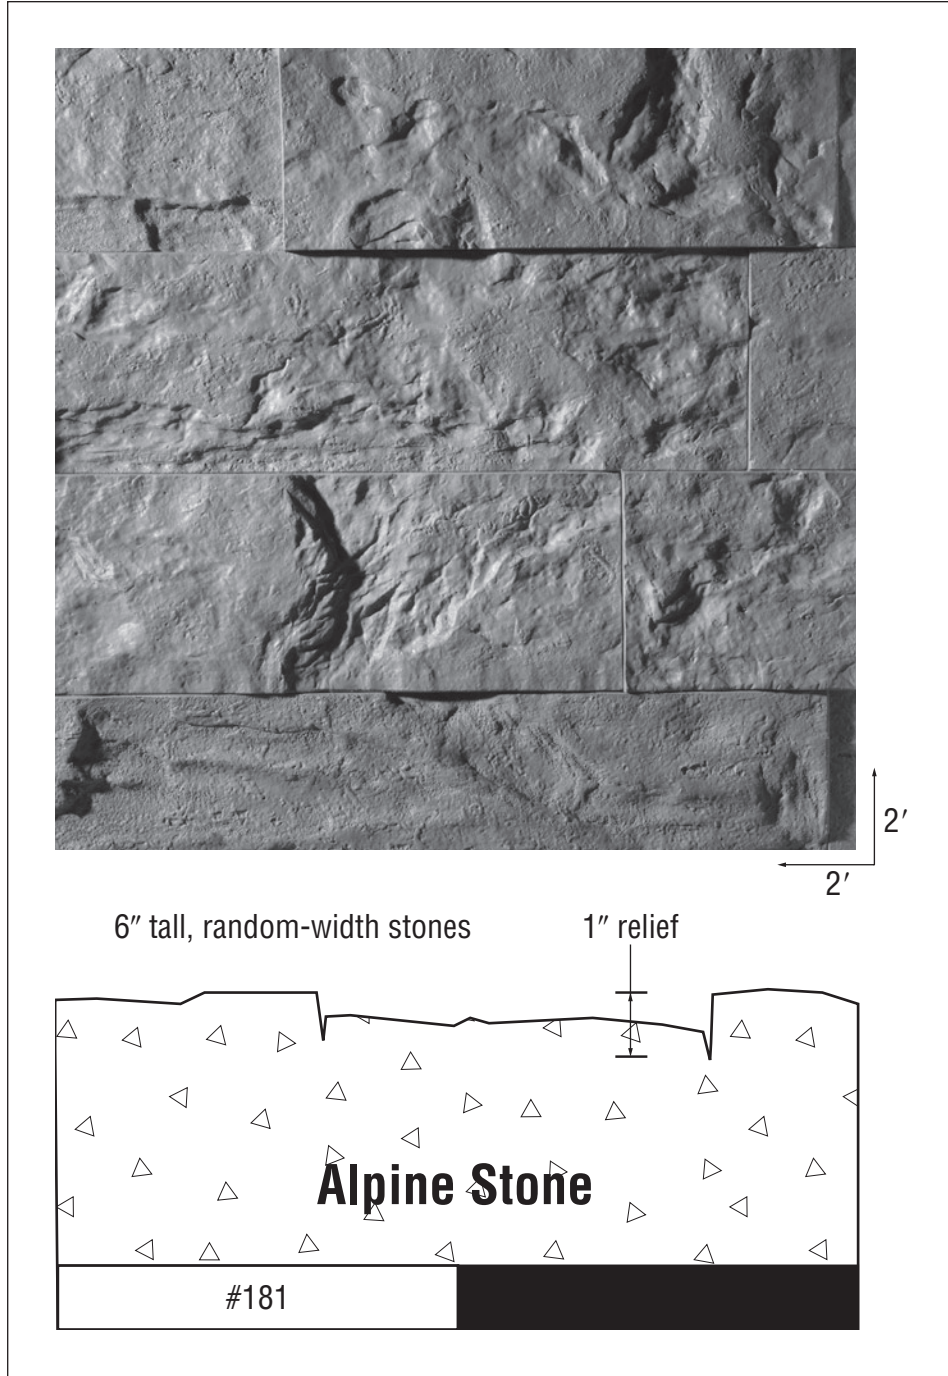 2′
2′
6″ tall, random-width stones
1″ relief
Alpine Stone
#181